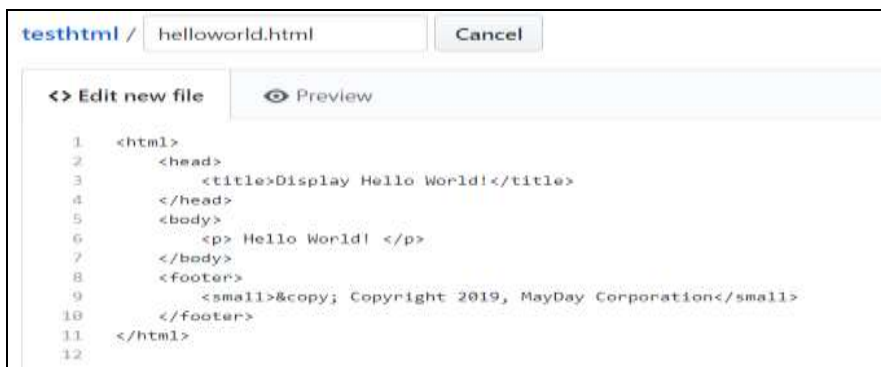 testhtml / helloworld.html Cancel
<> Edit new file Preview
1 <html>
2 <head>
3 <title>Display Hello World!</title>
4 </head>
5 <body>
6 <p> Hello World! </p>
7 </body>
8 <footer>
9 <small>&copy; Copyright 2019, MayDay Corporation</small>
10 </footer>
11 </html>
12